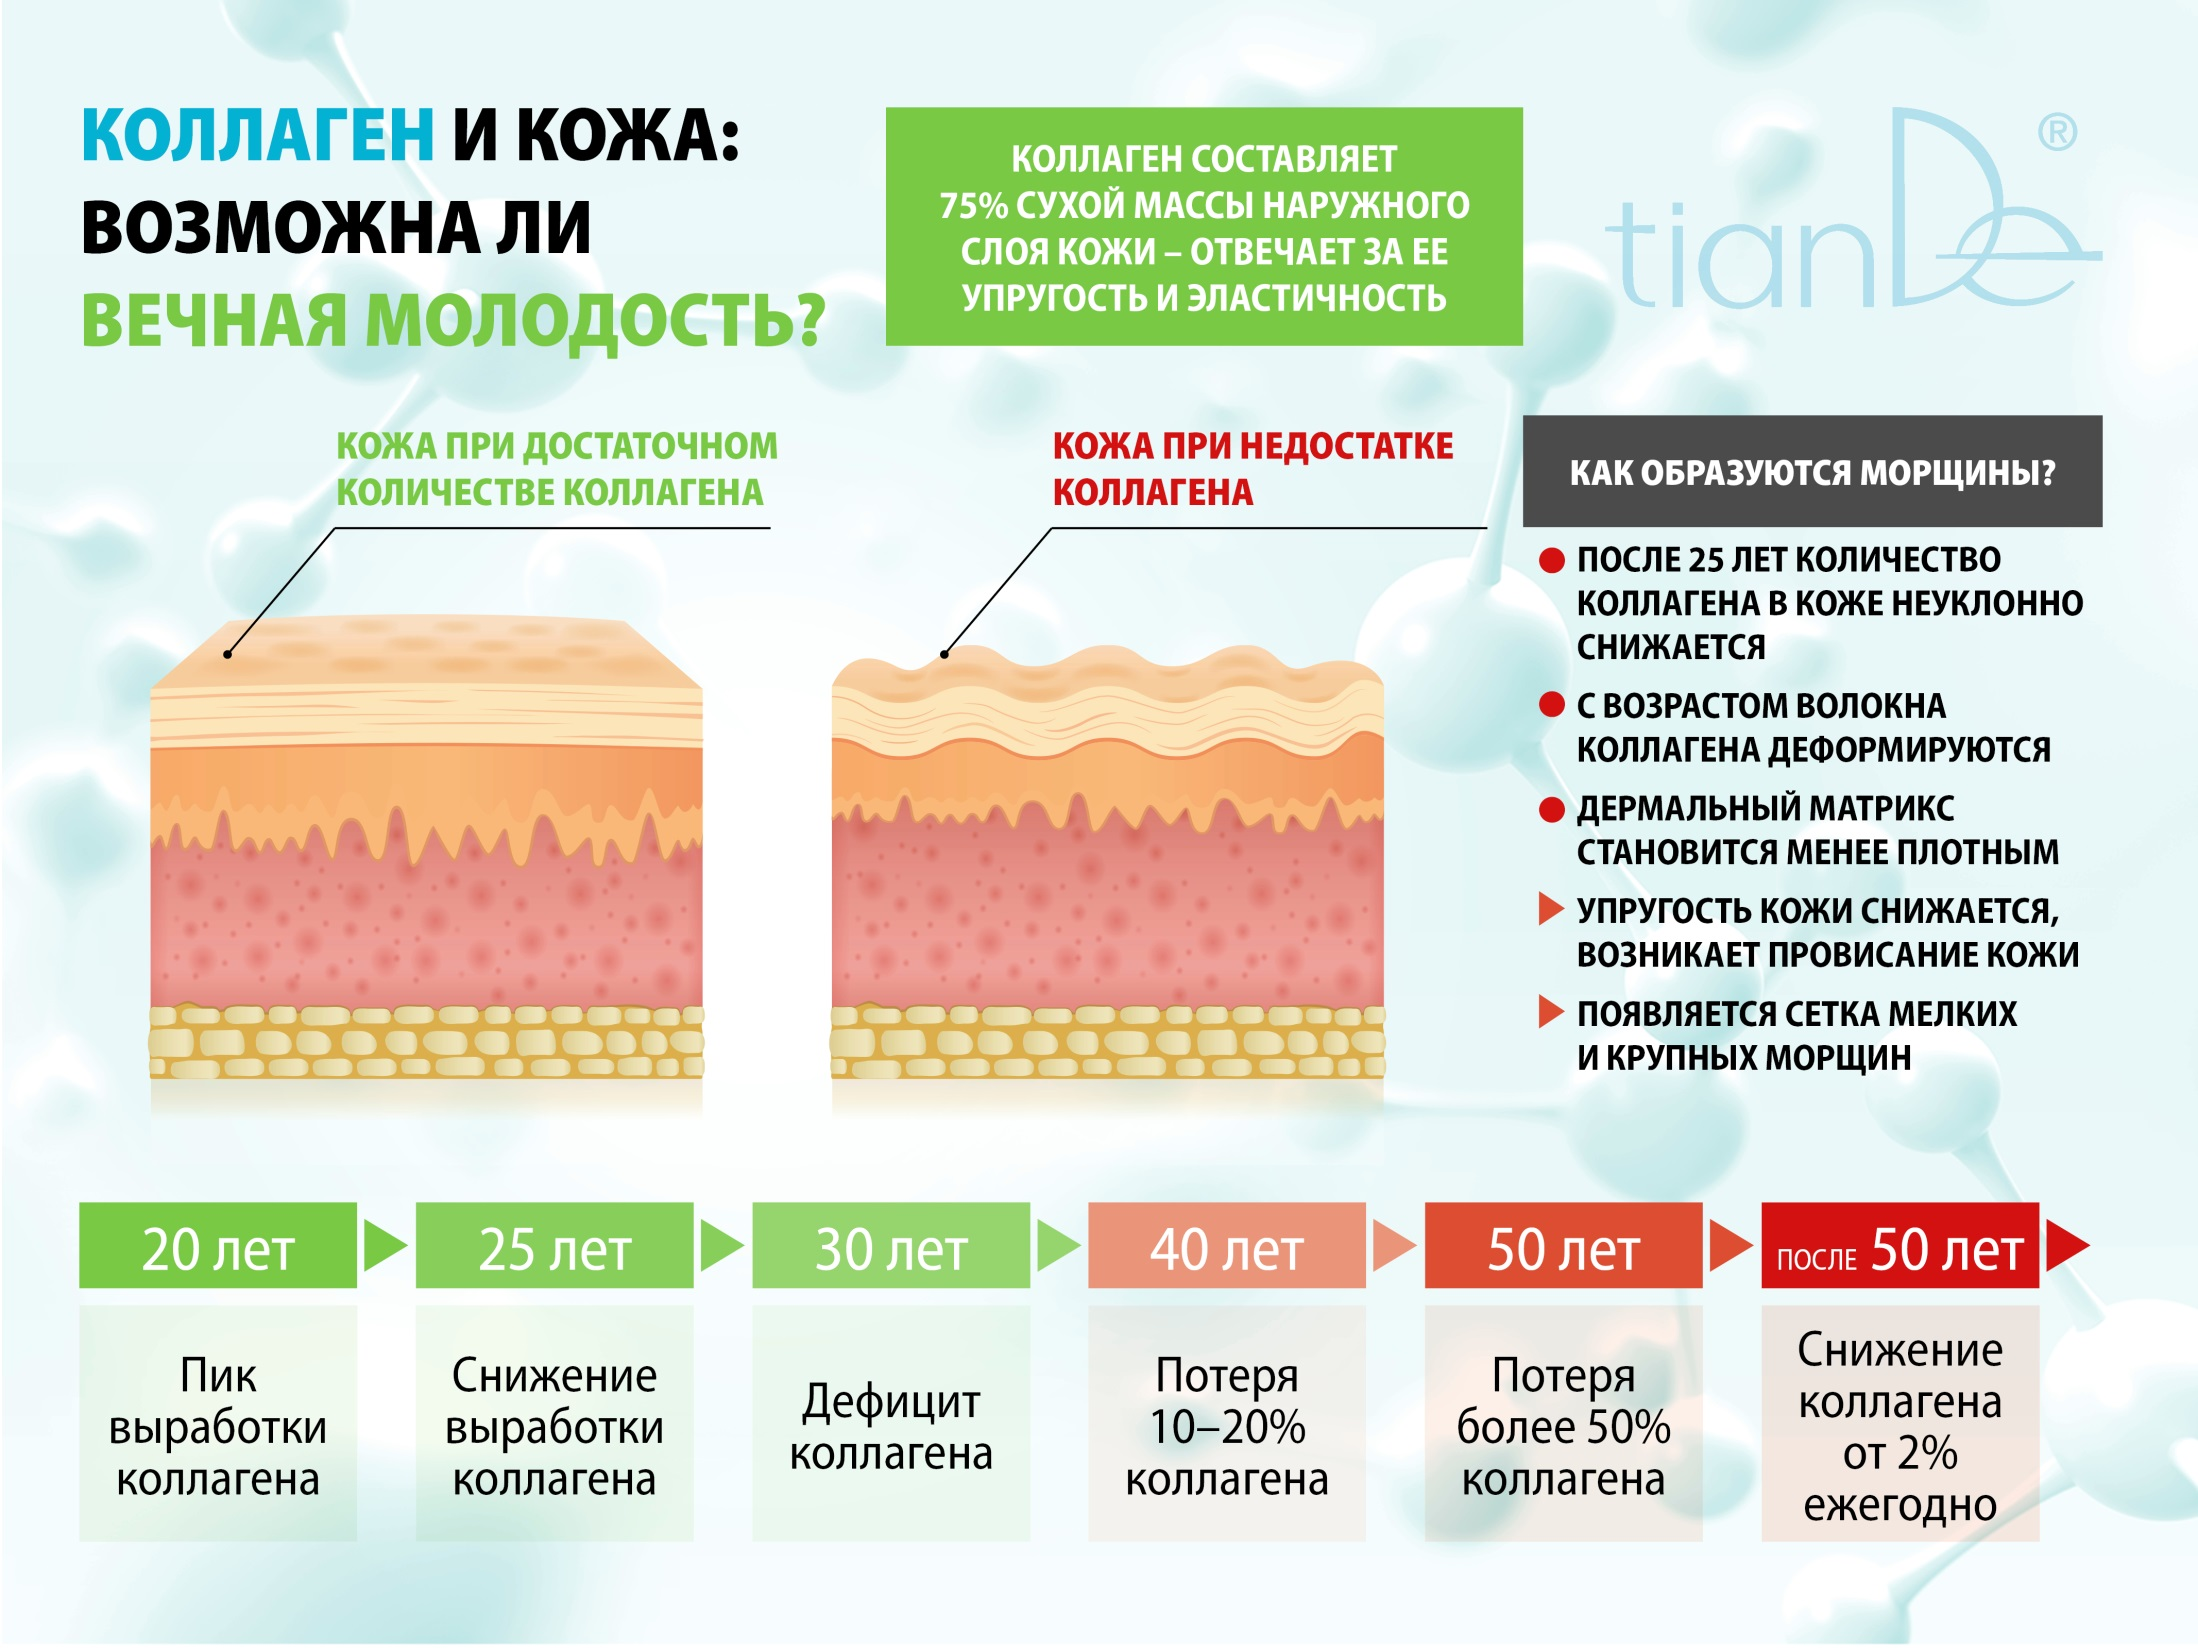 КОЛЛАГЕН И КОЖА:
ВОЗМОЖНА ЛИ
ВЕЧНАЯ МОЛОДОСТЬ?
КОЛЛАГЕН СОСТАВЛЯЕТ
75% СУХОЙ МАССЫ НАРУЖНОГО
СЛОЯ КОЖИ – ОТВЕЧАЕТ ЗА ЕЕ
УПРУГОСТЬ И ЭЛАСТИЧНОСТЬ
tianDe®
КОЖА ПРИ ДОСТАТОЧНОМ
КОЛИЧЕСТВЕ КОЛЛАГЕНА
КОЖА ПРИ НЕДОСТАТКЕ
КОЛЛАГЕНА
КАК ОБРАЗУЮТСЯ МОРЩИНЫ?
ПОСЛЕ 25 ЛЕТ КОЛИЧЕСТВО
КОЛЛАГЕНА В КОЖЕ НЕУКЛОННО
СНИЖАЕТСЯ
С ВОЗРАСТОМ ВОЛОКНА
КОЛЛАГЕНА ДЕФОРМИРУЮТСЯ
ДЕРМАЛЬНЫЙ МАТРИКС
СТАНОВИТСЯ МЕНЕЕ ПЛОТНЫМ
УПРУГОСТЬ КОЖИ СНИЖАЕТСЯ,
ВОЗНИКАЕТ ПРОВИСАНИЕ КОЖИ
ПОЯВЛЯЕТСЯ СЕТКА МЕЛКИХ
И КРУПНЫХ МОРЩИН
20 лет
Пик
выработки
коллагена
25 лет
Снижение
выработки
коллагена
30 лет
Дефицит
коллагена
40 лет
Потеря
10–20%
коллагена
50 лет
Потеря
более 50%
коллагена
ПОСЛЕ 50 лет
Снижение
коллагена
от 2%
ежегодно